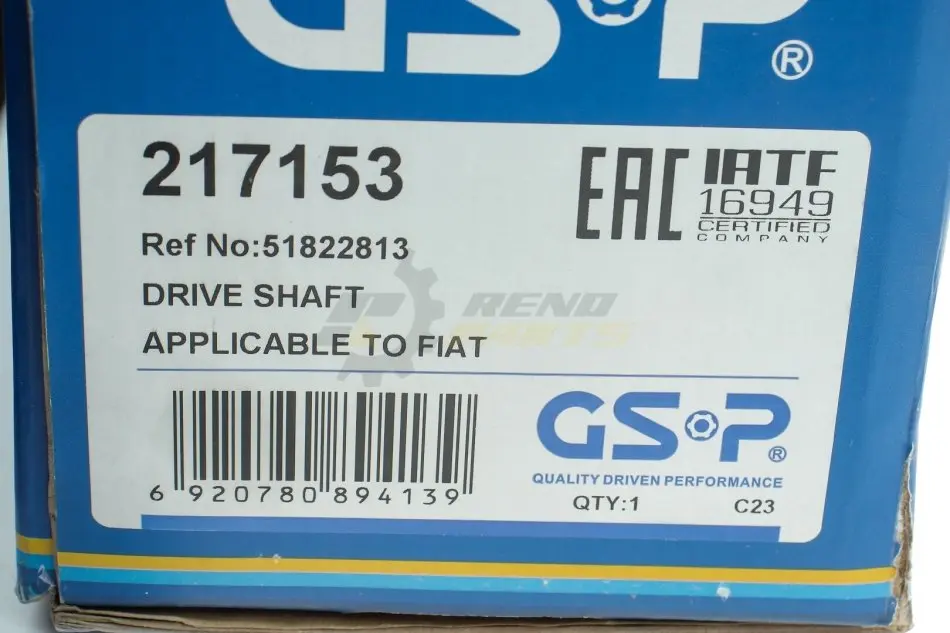 GSP®
217153
EAC
IATF
16949
CERTIFIED
COMPANY
Ref No:51822813
DRIVE SHAFT
RENO
PARTS
APPLICABLE TO FIAT
GSP®
QUALITY DRIVEN PERFORMANCE
6 920780 894139
QTY:1 C23